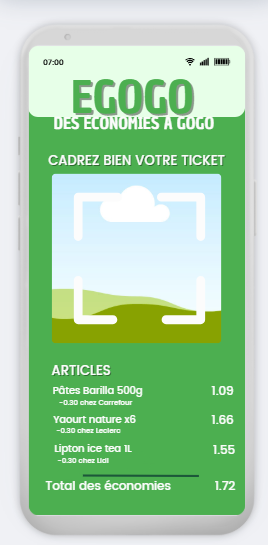 07:00
EGOGO
DES ECONOMIES À GOGO
CADREZ BIEN VOTRE TICKET
ARTICLES
Pâtes Barilla 500g 1.09
-0.30 chez Carrefour
Yaourt nature x6 1.66
-0.30 chez Leclerc
Lipton ice tea 1L 1.55
-0.30 chez Lidl
Total des économies 1.72